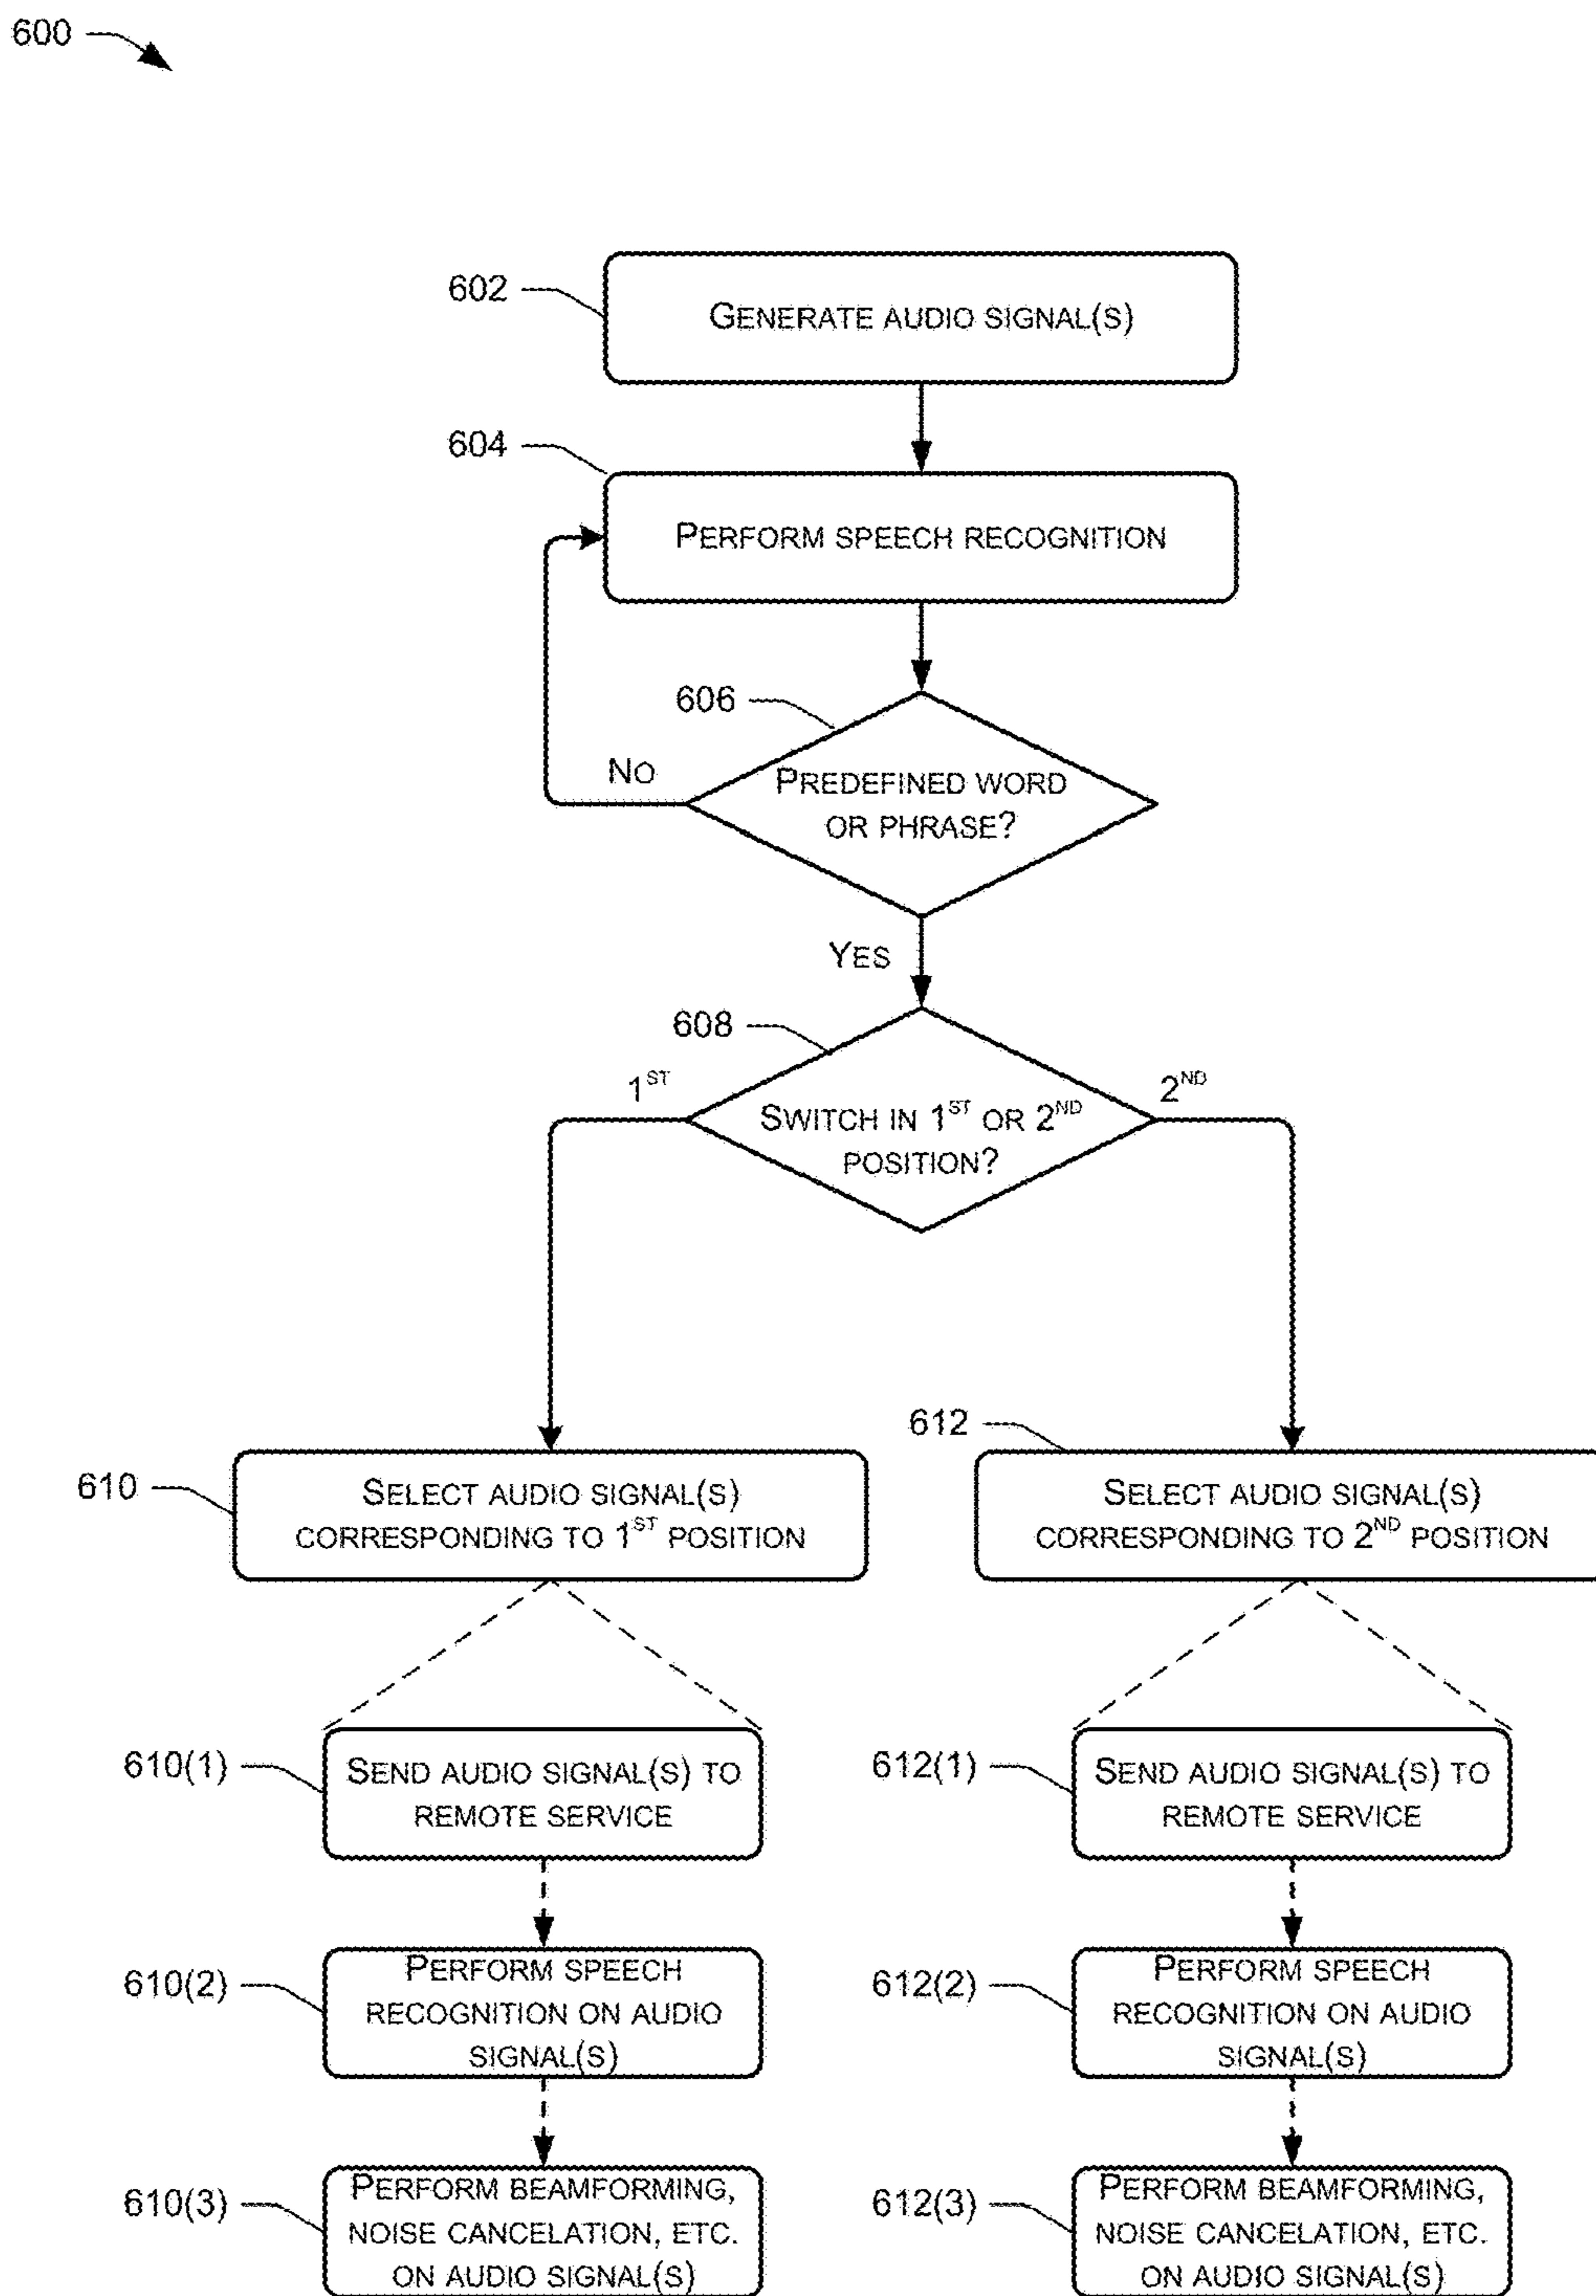 600
602
GENERATE AUDIO SIGNAL(S)
604
PERFORM SPEECH RECOGNITION
606
NO
PREDEFINED WORD
OR PHRASE?
YES
608
1ST
2ND
SWITCH IN 1ST OR 2ND
POSITION?
610
SELECT AUDIO SIGNAL(S)
CORRESPONDING TO 1ST POSITION
612
SELECT AUDIO SIGNAL(S)
CORRESPONDING TO 2ND POSITION
610(1)
SEND AUDIO SIGNAL(S) TO
REMOTE SERVICE
612(1)
SEND AUDIO SIGNAL(S) TO
REMOTE SERVICE
610(2)
PERFORM SPEECH
RECOGNITION ON AUDIO
SIGNAL(S)
612(2)
PERFORM SPEECH
RECOGNITION ON AUDIO
SIGNAL(S)
610(3)
PERFORM BEAMFORMING,
NOISE CANCELATION, ETC.
ON AUDIO SIGNAL(S)
612(3)
PERFORM BEAMFORMING,
NOISE CANCELATION, ETC.
ON AUDIO SIGNAL(S)